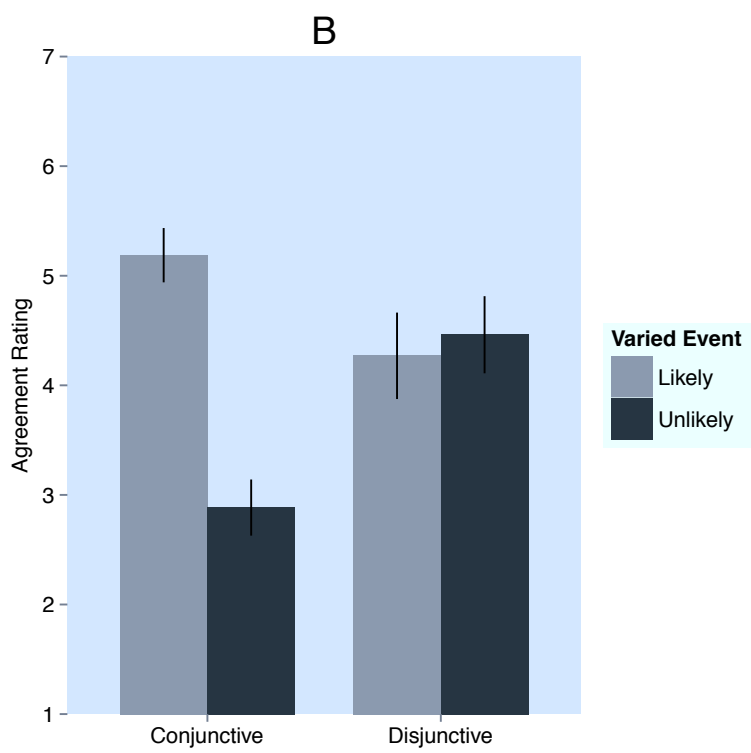 B
7
6
5
4
3
2
1
Agreement Rating
Conjunctive
Disjunctive
Varied Event
Likely
Unlikely